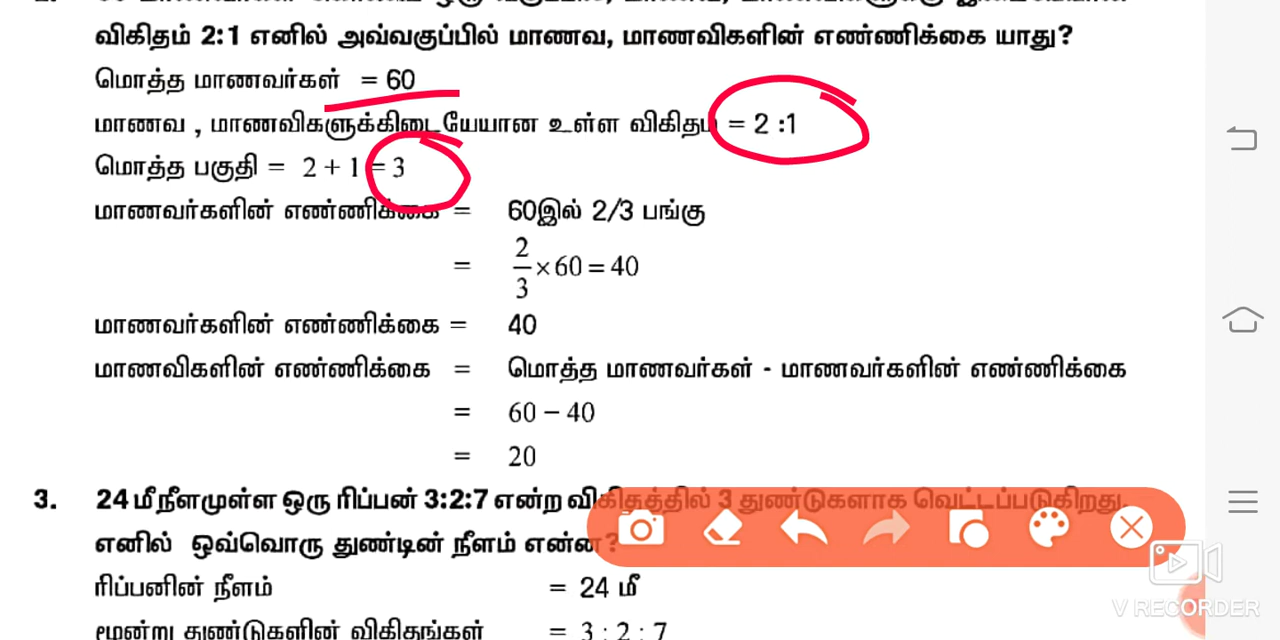 விகிதம் 2:1 எனில் அவ்வகுப்பில் மாணவ, மாணவிகளின் எண்ணிக்கை யாது?
மொத்த மாணவர்கள் = 60
மாணவ , மாணவிகளுக்கிடையேயான உள்ள விகிதம் = 2 :1
மொத்த பகுதி = 2 + 1 = 3
மாணவர்களின் எண்ணிக்கை = 60இல் 2/3 பங்கு
= 2/3 × 60 = 40
மாணவர்களின் எண்ணிக்கை = 40
மாணவிகளின் எண்ணிக்கை = மொத்த மாணவர்கள் - மாணவர்களின் எண்ணிக்கை
= 60 – 40
= 20
3. 24 மீ நீளமுள்ள ஒரு ரிப்பன் 3:2:7 என்ற விகிதத்தில் 3 துண்டுகளாக வெட்டப்படுகிறது
எனில் ஒவ்வொரு துண்டின் நீளம் என்ன?
ரிப்பனின் நீளம் = 24 மீ
மூன்று துண்டுகளின் விகிதங்கள் = 3 : 2 : 7
V RECORDER